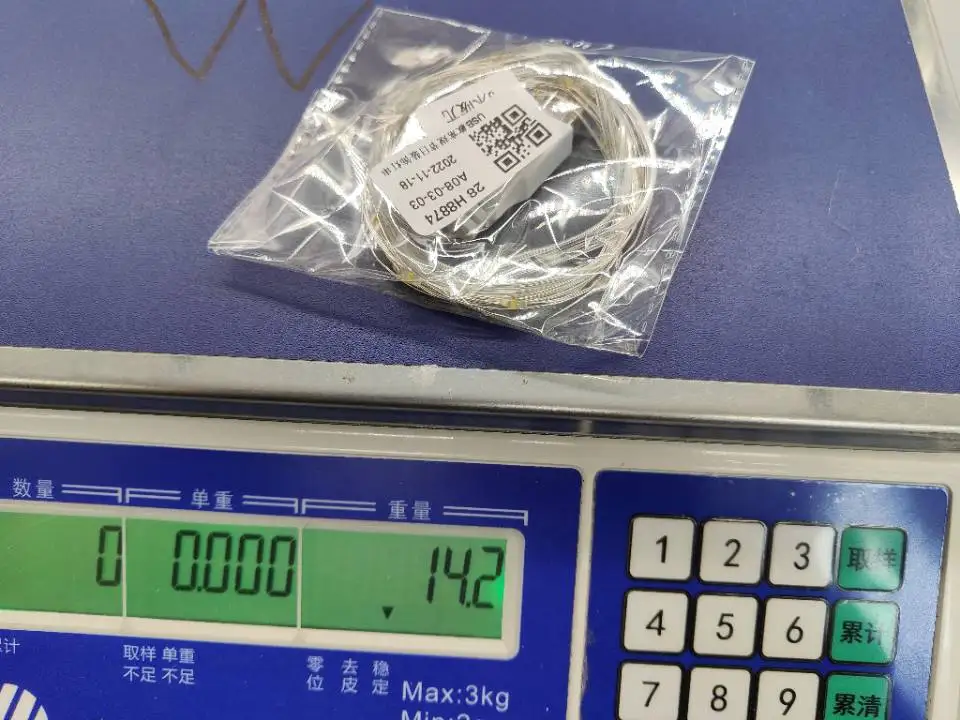 28 H8874
A08-03-03
2022-11-18
数量
单重
重量
0
0.000
14.2
取样 单重
不足 不足
零 去 稳
位 皮 定
Max:3kg
1
2
3
取样
4
5
6
累计
7
8
9
累清